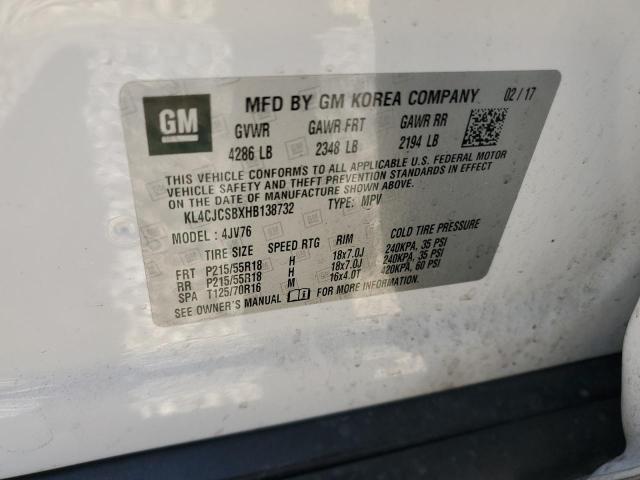 GM
MFD BY GM KOREA COMPANY 02/17
GVWR GAWR FRT GAWR RR
4286 LB 2348 LB 2194 LB
THIS VEHICLE CONFORMS TO ALL APPLICABLE U.S. FEDERAL MOTOR
VEHICLE SAFETY AND THEFT PREVENTION STANDARDS IN EFFECT
ON THE DATE OF MANUFACTURE SHOWN ABOVE.
KL4CJCSBXHB138732 TYPE: MPV
MODEL: 4JV76
SPEED RTG RIM COLD TIRE PRESSURE
FRT P215/55R18 H 18x7.0J 240KPA, 35 PSI
RR P215/55R18 H 18x7.0J 240KPA, 35 PSI
SPA T125/70R16 M 16x4.0T 420KPA, 60 PSI
SEE OWNER'S MANUAL FOR MORE INFORMATION.